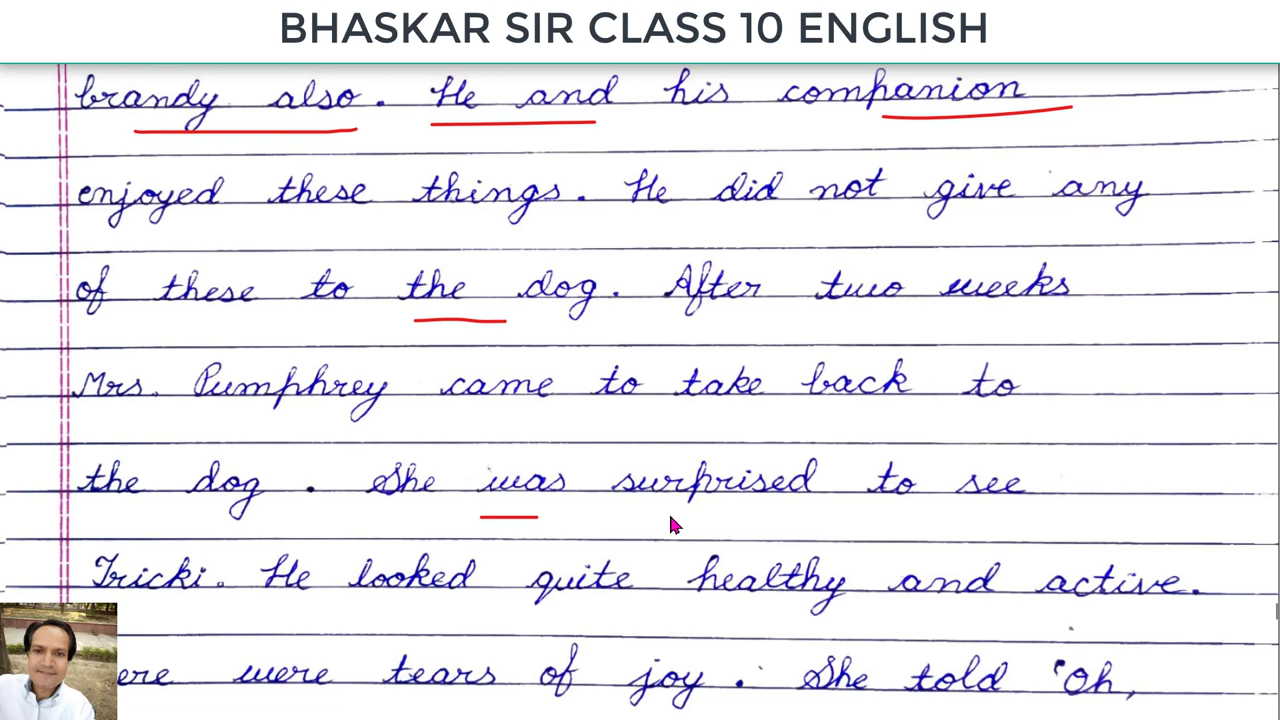 BHASKAR SIR CLASS 10 ENGLISH
brandy also. He and his companion
enjoyed these things. He did not give any
of these to the dog. After two weeks
Mrs. Pumphrey came to take back to
the dog. She was surprised to see
Tricki. He looked quite healthy and active.
ere were tears of joy. She told 'Oh,